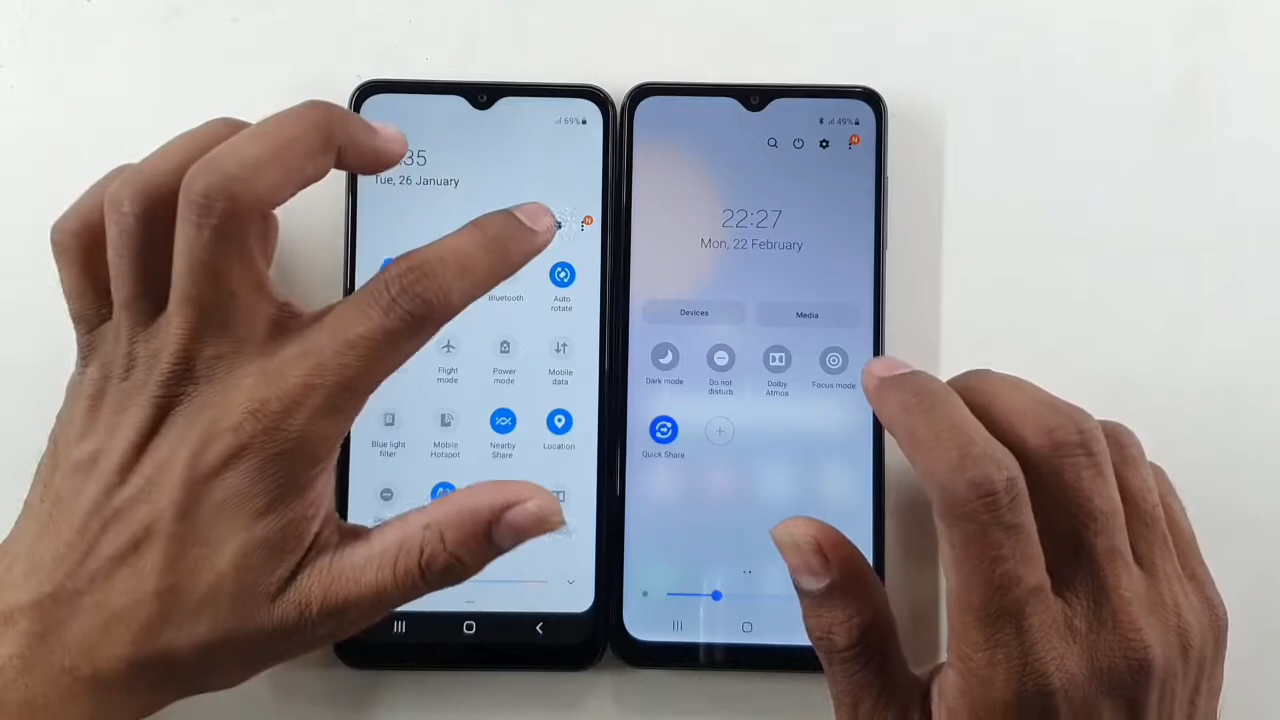 69%
:35
Tue, 26 January
N
Bluetooth
Auto
rotate
Flight
mode
Power
mode
Mobile
data
Blue light
filter
Mobile
Hotspot
Nearby
Share
Location
49%
N
22:27
Mon, 22 February
Devices
Media
Dark mode
Do not
disturb
Dolby
Atmos
Focus mode
Quick Share